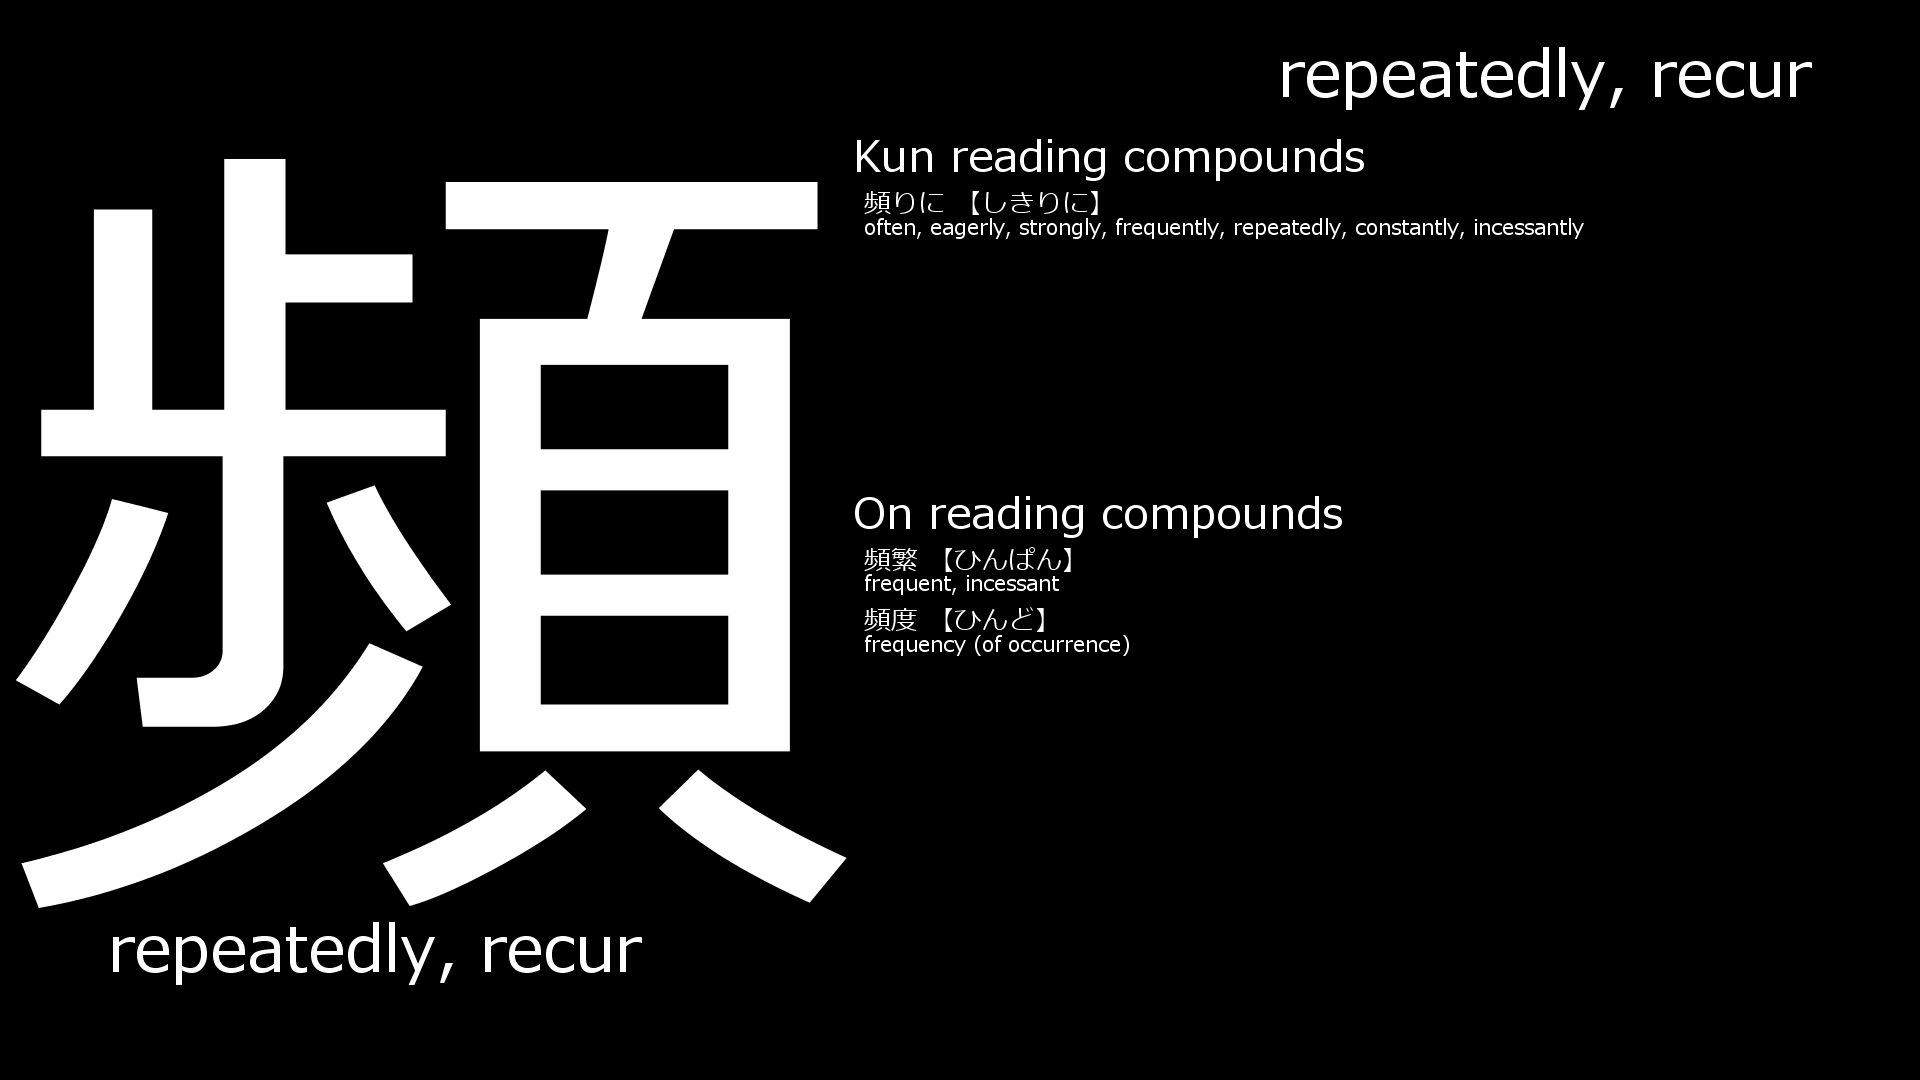 repeatedly, recur
頻
Kun reading compounds
頻りに 【しきりに】
often, eagerly, strongly, frequently, repeatedly, constantly, incessantly
On reading compounds
頻繁 【ひんぱん】
frequent, incessant
頻度 【ひんど】
frequency (of occurrence)
repeatedly, recur